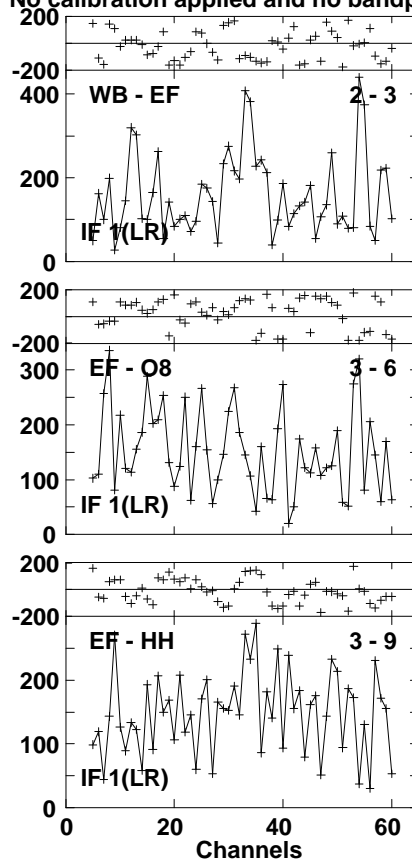 No calibration applied and no bandp
200
-200
400
WB - EF 2 - 3
200
IF 1(LR)
0
200
-200
300
EF - O8 3 - 6
200
100
IF 1(LR)
0
200
-200
EF - HH 3 - 9
200
100
IF 1(LR)
0
0 20 40 60
Channels